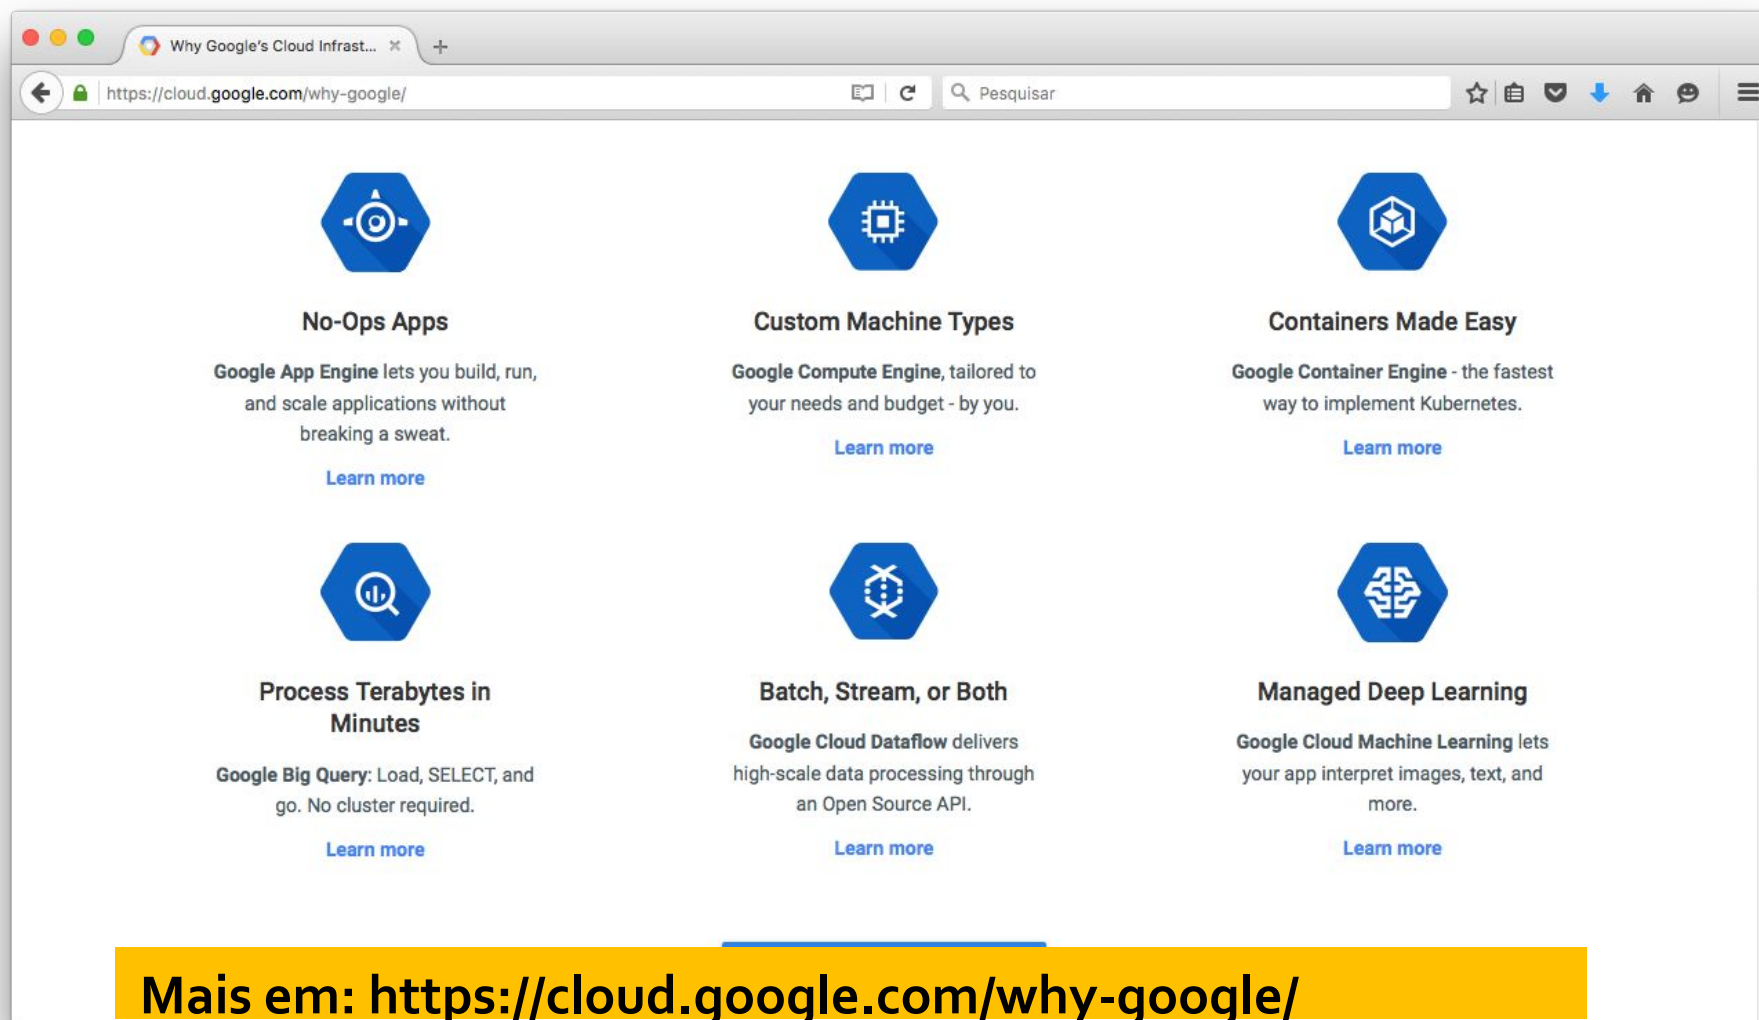 Why Google's Cloud Infrast...
https://cloud.google.com/why-google/
Pesquisar
No-Ops Apps
Google App Engine lets you build, run,
and scale applications without
breaking a sweat.
Learn more
Custom Machine Types
Google Compute Engine, tailored to
your needs and budget - by you.
Learn more
Containers Made Easy
Google Container Engine - the fastest
way to implement Kubernetes.
Learn more
Process Terabytes in
Minutes
Google Big Query: Load, SELECT, and
go. No cluster required.
Learn more
Batch, Stream, or Both
Google Cloud Dataflow delivers
high-scale data processing through
an Open Source API.
Learn more
Managed Deep Learning
Google Cloud Machine Learning lets
your app interpret images, text, and
more.
Learn more
Mais em: https://cloud.google.com/why-google/